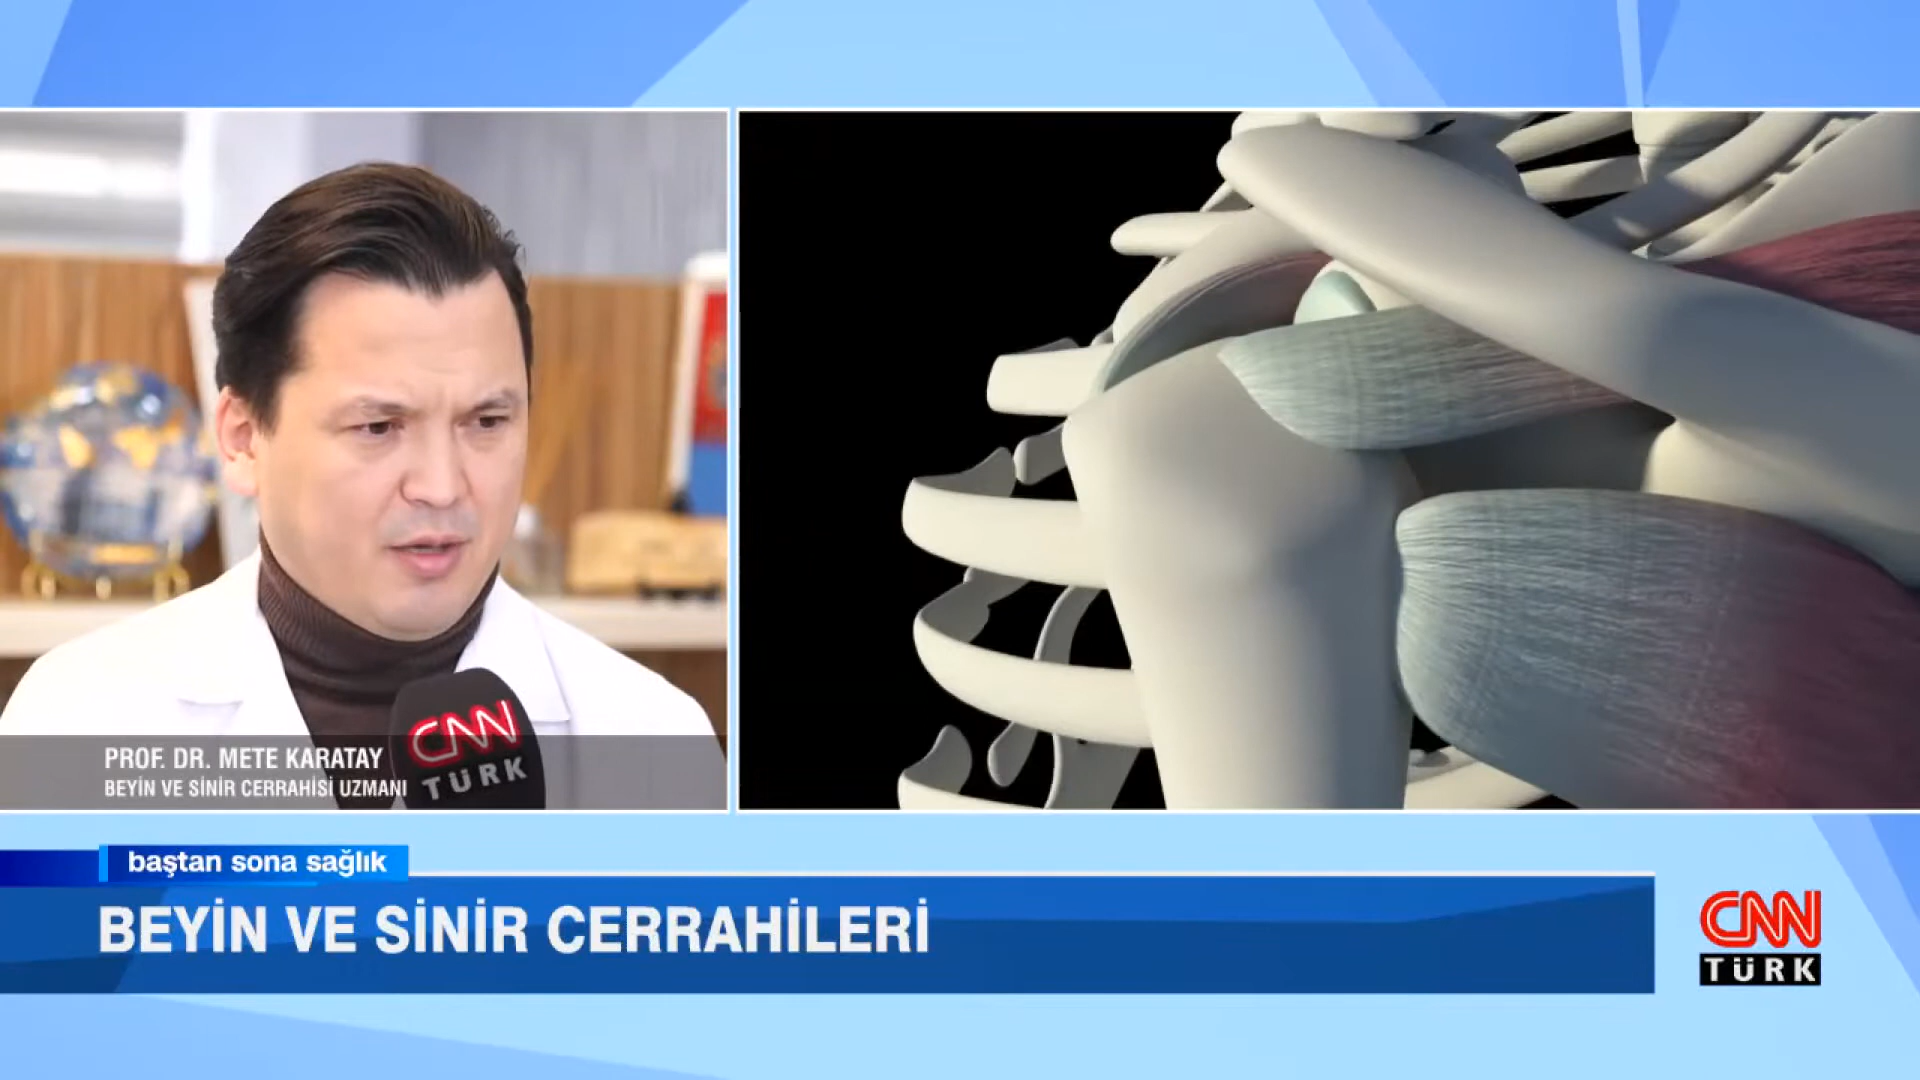 PROF. DR. METE KARATAY
BEYİN VE SİNİR CERRAHİSİ UZMANI
CNN
TÜRK
baştan sona sağlık
BEYİN VE SİNİR CERRAHİLERİ
CNN
TÜRK